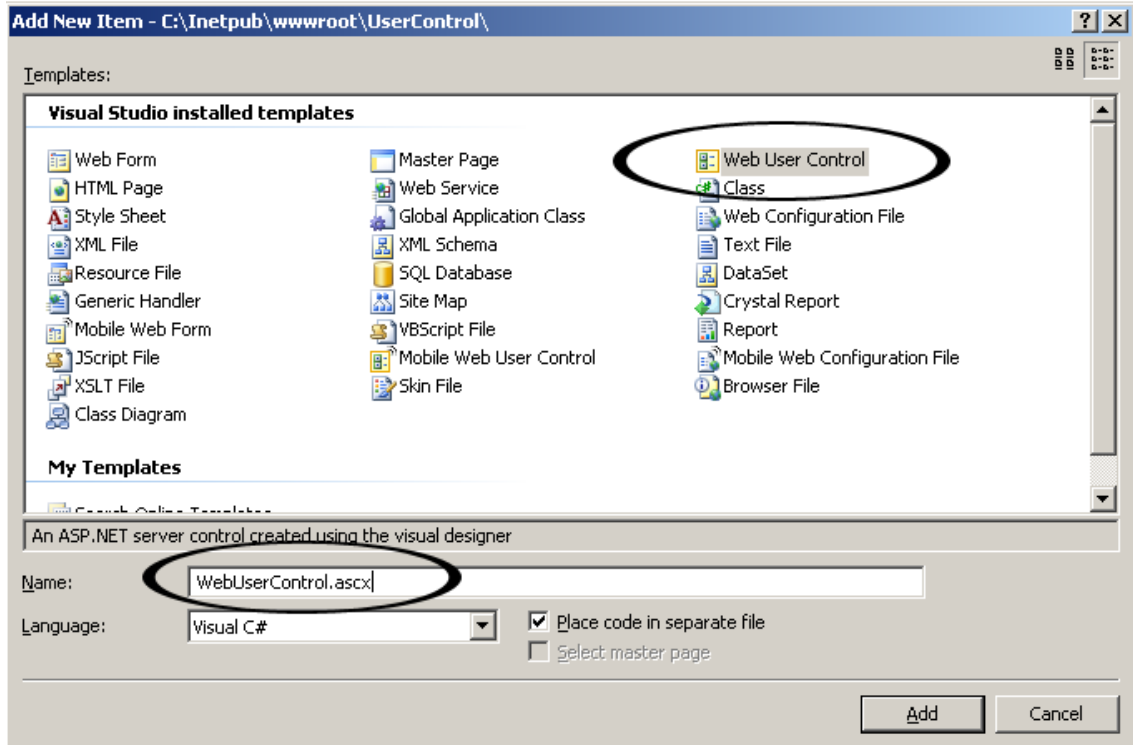 Add New Item - C:\Inetpub\wwwroot\UserControl\
Templates:
Visual Studio installed templates
Web Form
Master Page
Web User Control
HTML Page
Web Service
Class
Style Sheet
Global Application Class
Web Configuration File
XML File
XML Schema
Text File
Resource File
SQL Database
DataSet
Generic Handler
Site Map
Crystal Report
Mobile Web Form
VBScript File
Report
JScript File
Mobile Web User Control
Mobile Web Configuration File
XSLT File
Skin File
Browser File
Class Diagram
My Templates
Search Online Templates
An ASP.NET server control created using the visual designer
Name:
WebUserControl.ascx
Language:
Visual C#
Place code in separate file
Select master page
Add
Cancel